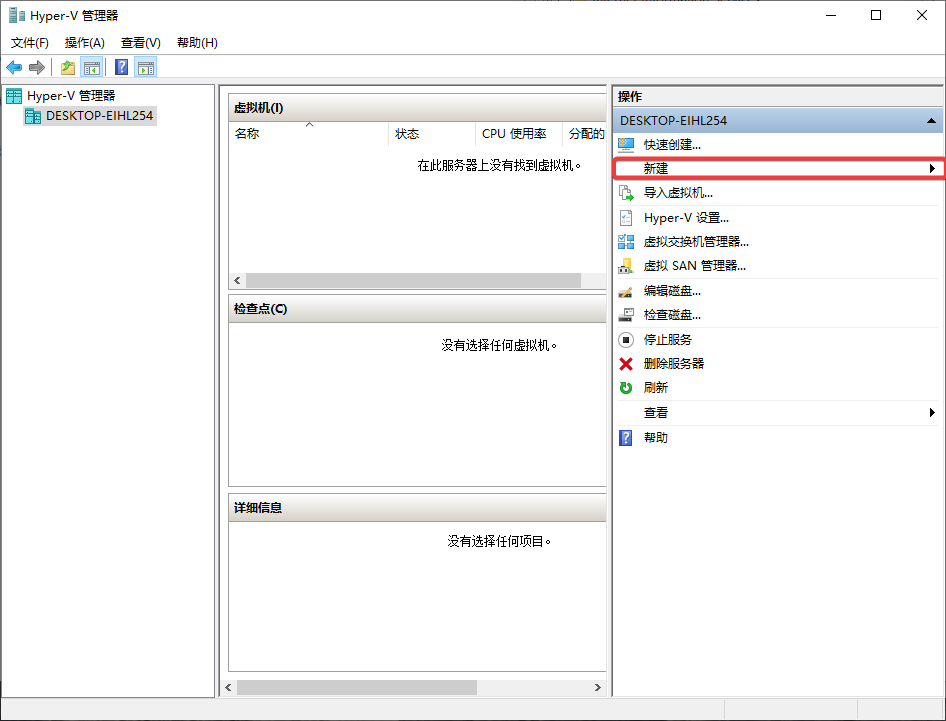 Hyper-V 管理器
文件(F) 操作(A) 查看(V) 帮助(H)
Hyper-V 管理器
DESKTOP-EIHL254
虚拟机(I)
名称 状态 CPU 使用率 分配的
在此服务器上没有找到虚拟机。
检查点(C)
没有选择任何虚拟机。
详细信息
没有选择任何项目。
操作
DESKTOP-EIHL254
快速创建...
新建
导入虚拟机...
Hyper-V 设置...
虚拟交换机管理器...
虚拟 SAN 管理器...
编辑磁盘...
检查磁盘...
停止服务
删除服务器
刷新
查看
帮助